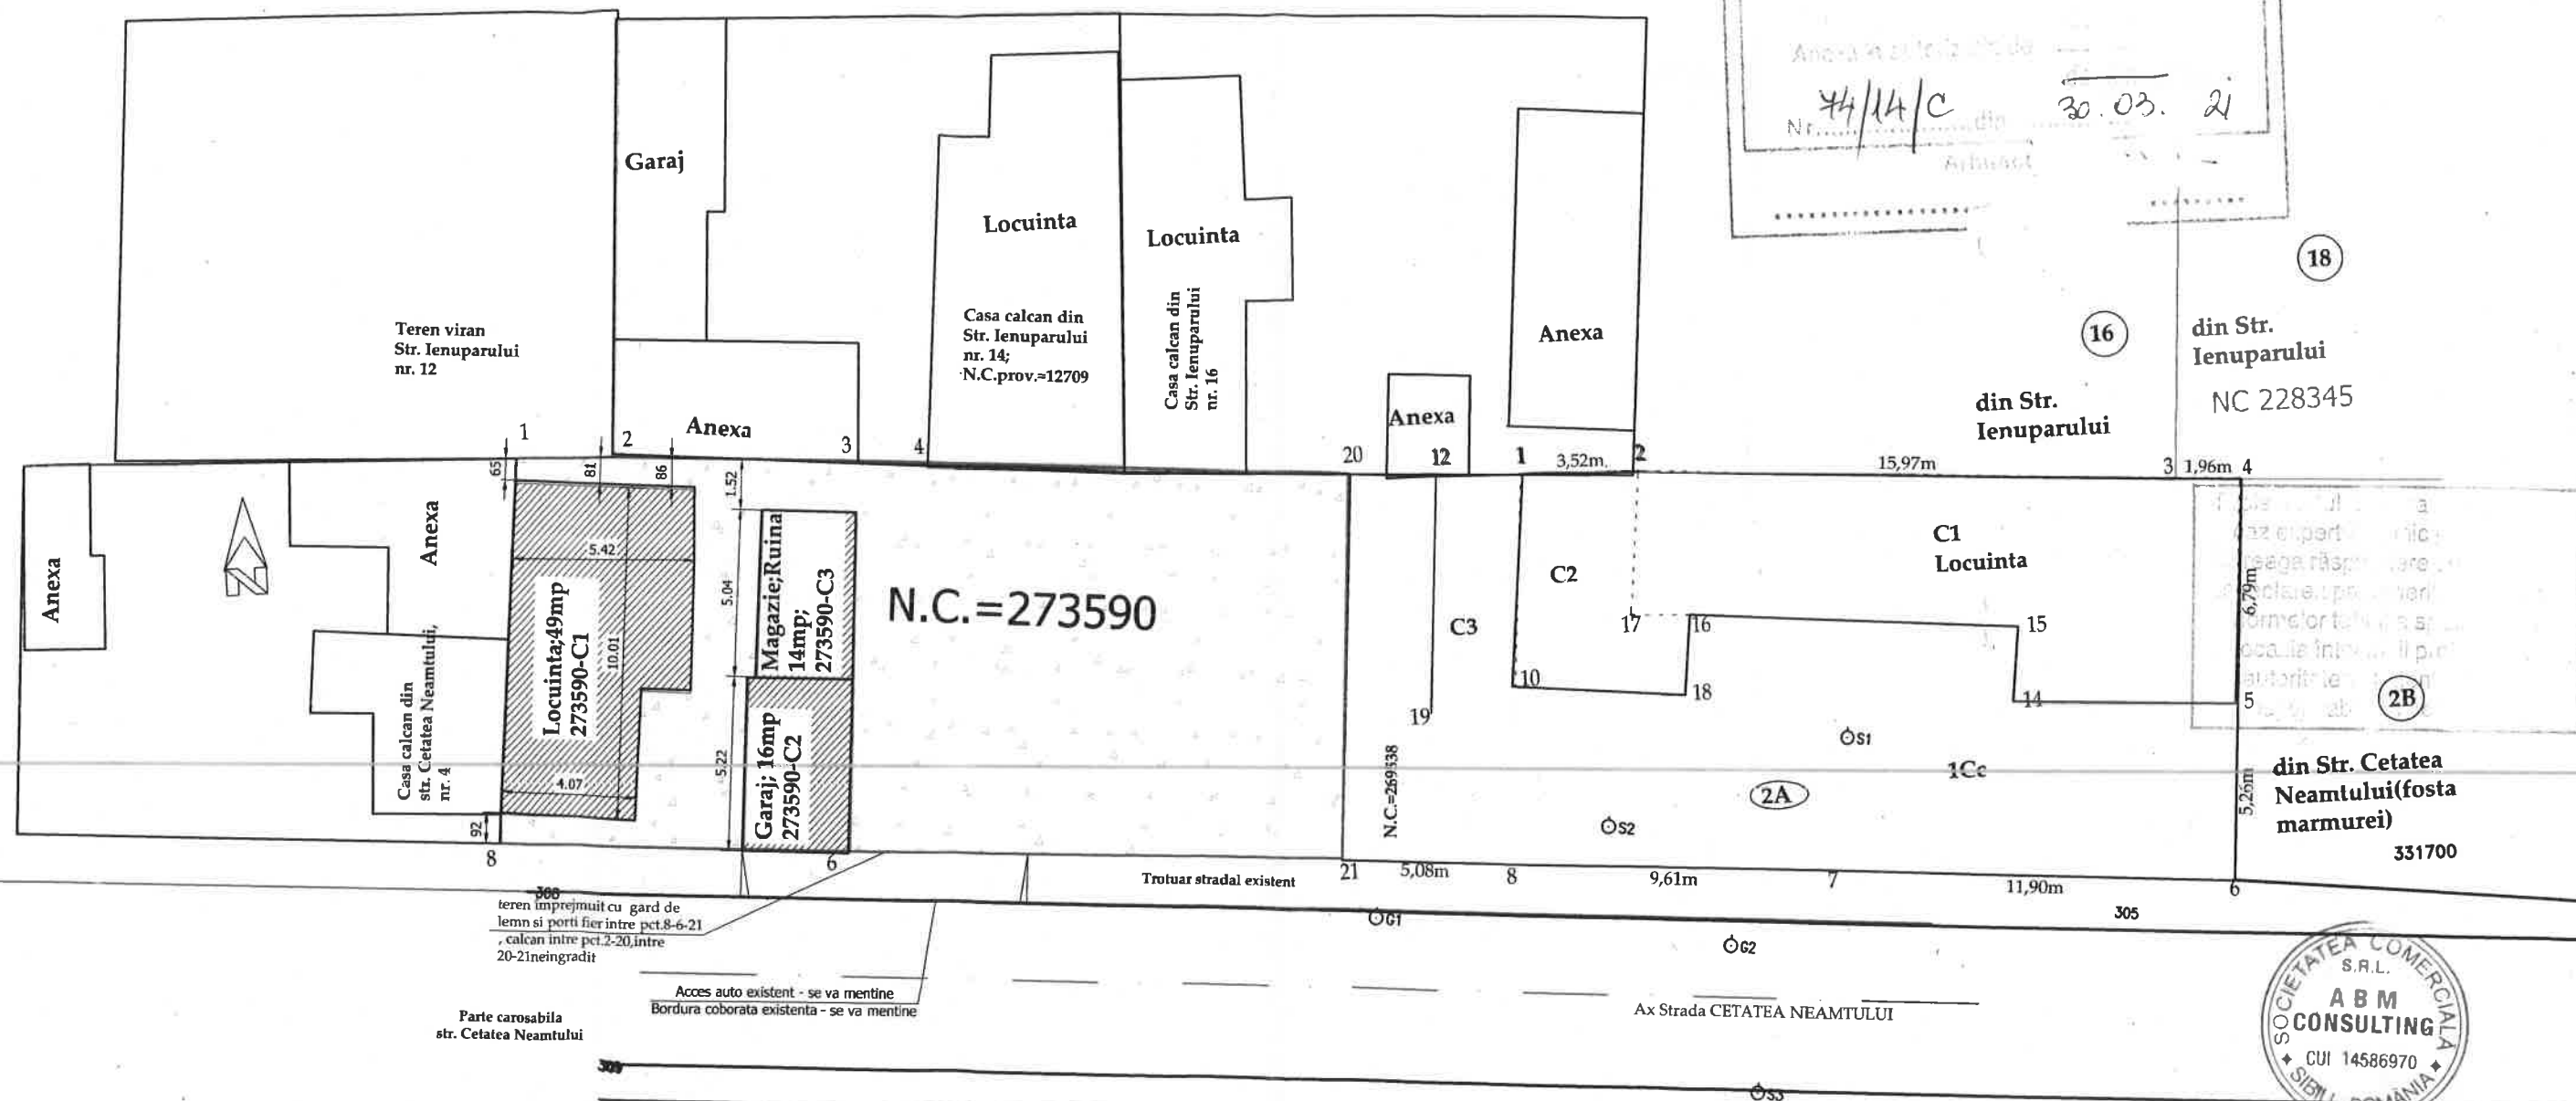 Nr. 74/14/C din 30.03. 21
Garaj
Locuinta
Locuinta
18
Teren viran
Str. Ienuparului
nr. 12
Casa calcan din
Str. Ienuparului
nr. 14;
N.C.prov.=12709
Casa calcan din
Str. Ienuparului
nr. 16
Anexa
16
din Str.
Ienuparului
NC 228345
din Str.
Ienuparului
Anexa
Anexa
1
2
3
4
20
12
1
3,52m.
2
15,97m
3
1,96m
4
65
81
86
1.52
Anexa
Anexa
N
5.42
Locuinta;49mp
273590-C1
10.01
4.07
5.04
Magazie;Ruina
14mp;
273590-C3
N.C.=273590
C3
C2
C1
Locuinta
6,79m
17
16
15
10
18
14
5
19
2B
Casa calcan din
str. Cetatea Neamtului,
nr. 4
92
5.22
Garaj; 16mp
273590-C2
N.C.=269538
S1
1Cc
2A
S2
5,26m
din Str. Cetatea
Neamtului(fosta
marmurei)
331700
8
6
Trotuar stradal existent
21
5,08m
8
9,61m
7
11,90m
6
308
305
teren imprejmuit cu gard de
lemn si porti fier intre pct.8-6-21
, calcan intre pct.2-20,intre
20-21neingradit
G1
G2
Acces auto existent - se va mentine
Bordura coborata existenta - se va mentine
Ax Strada CETATEA NEAMTULUI
Parte carosabila
str. Cetatea Neamtului
309
S3
SOCIETATEA COMERCIALA
S.R.L.
ABM
CONSULTING
CUI 14586970
SIBIU ROMÂNIA